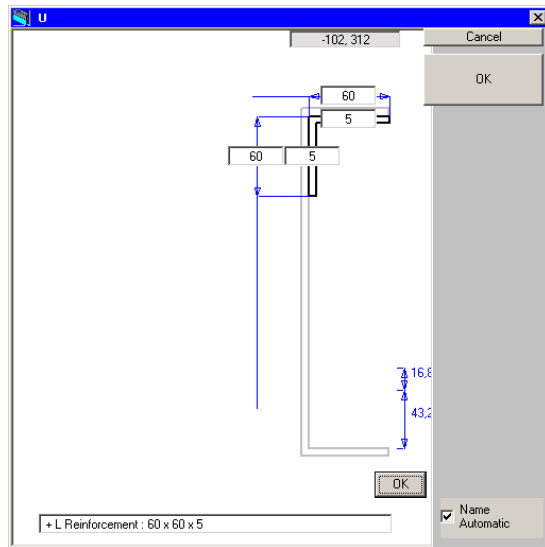 U
-102, 312
Cancel
OK
60
5
60
5
16,8
43,2
OK
+ L Reinforcement : 60 x 60 x 5
Name
Automatic